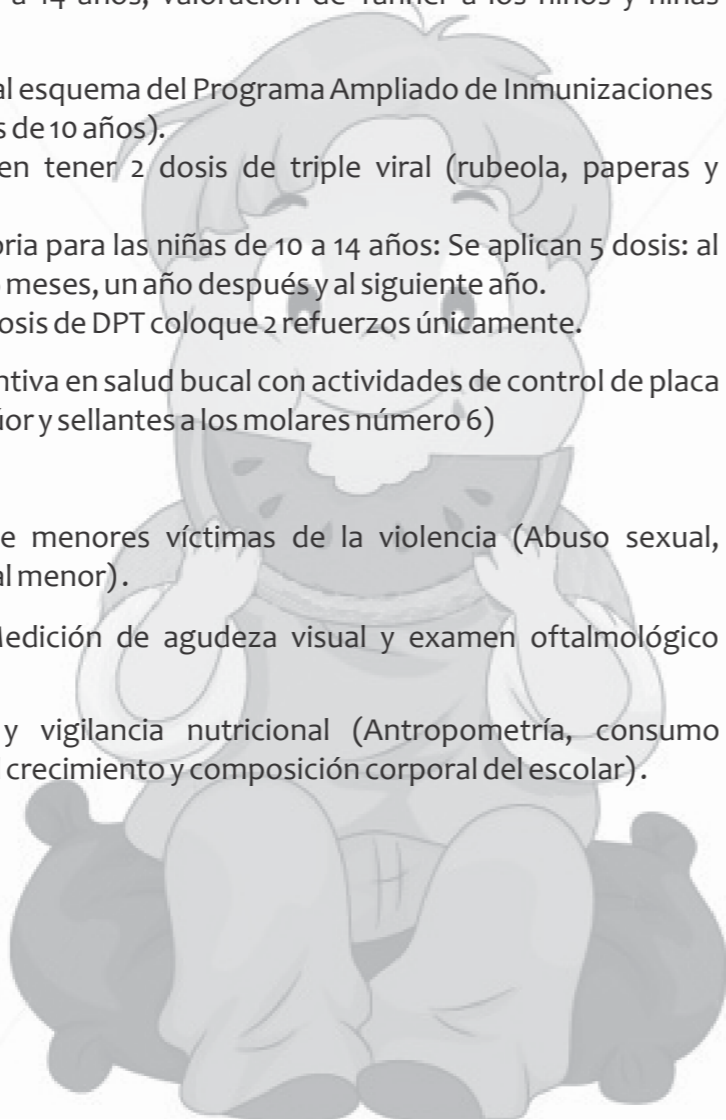 a 14 años, valoración de Tanner a los niños y niñas
al esquema del Programa Ampliado de Inmunizaciones
s de 10 años).
en tener 2 dosis de triple viral (rubeola, paperas y
oria para las niñas de 10 a 14 años: Se aplican 5 dosis: al
meses, un año después y al siguiente año.
osis de DPT coloque 2 refuerzos únicamente.
ntiva en salud bucal con actividades de control de placa
or y sellantes a los molares número 6)
e menores víctimas de la violencia (Abuso sexual,
al menor).
Medición de agudeza visual y examen oftalmológico
y vigilancia nutricional (Antropometría, consumo
crecimiento y composición corporal del escolar).